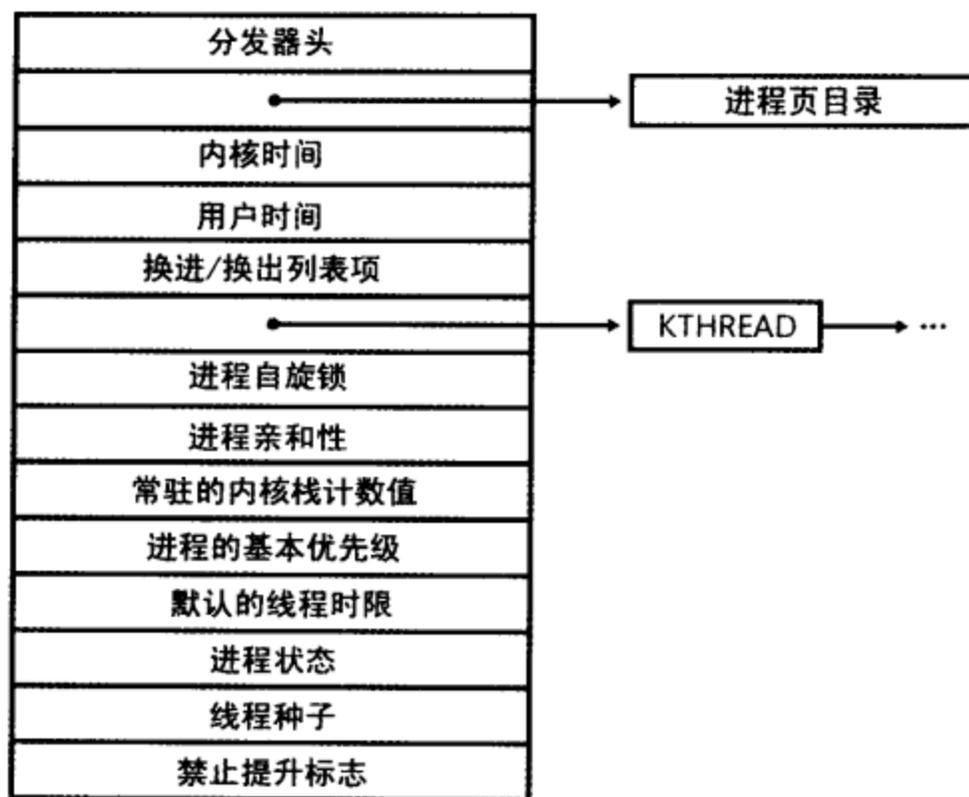 分发器头
进程页目录
内核时间
用户时间
换进/换出列表项
KTHREAD
...
进程自旋锁
进程亲和性
常驻的内核栈计数值
进程的基本优先级
默认的线程时限
进程状态
线程种子
禁止提升标志